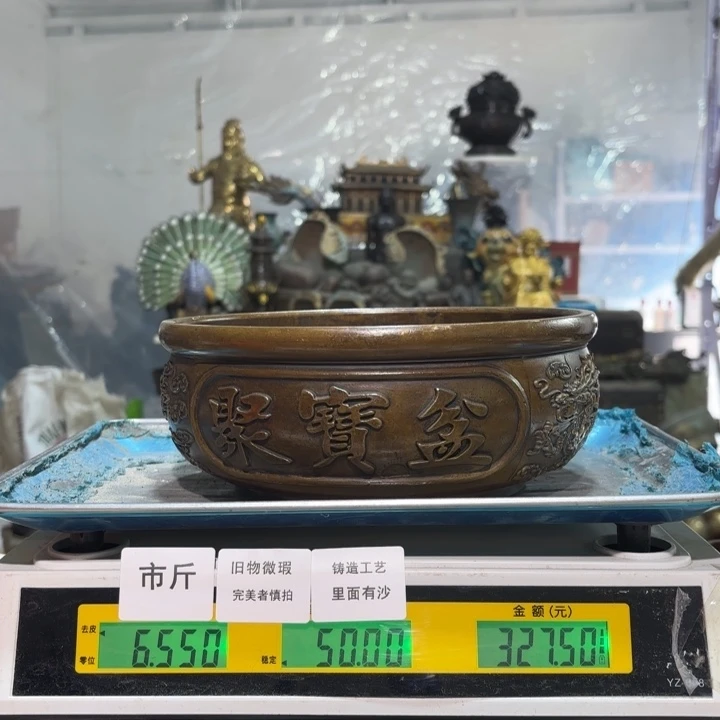 聚寶盆
市斤
旧物微瑕
完美者慎拍
铸造工艺
里面有沙
金额(元)
去皮
零位
6.550
稳定
50.00
327.50